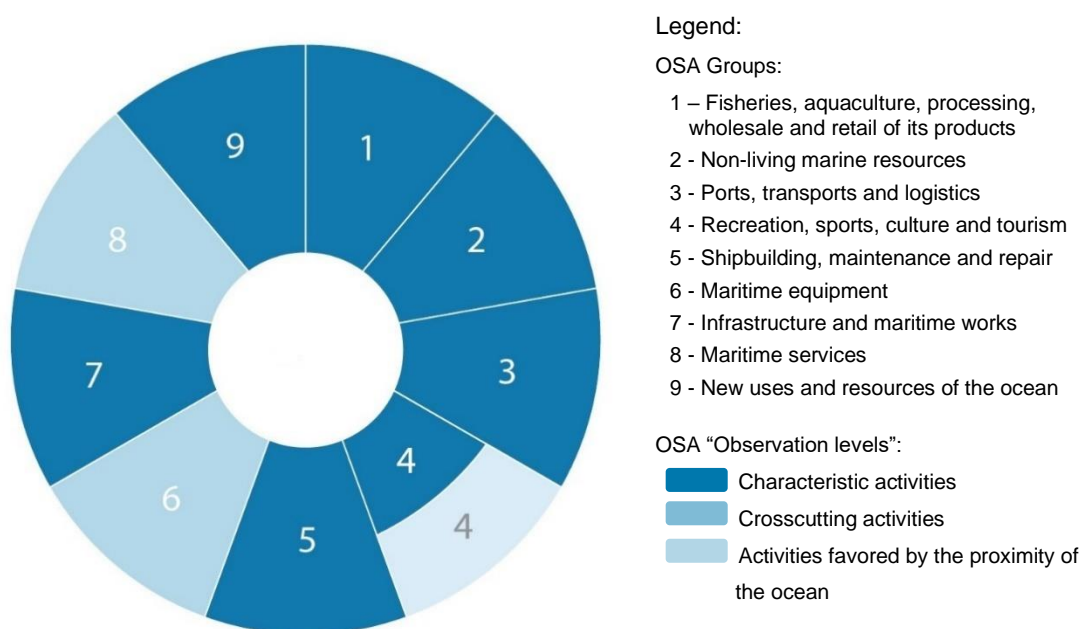 9
1
8
2
7
3
4
6
4
5
Legend:
OSA Groups:
1 – Fisheries, aquaculture, processing,
wholesale and retail of its products
2 - Non-living marine resources
3 - Ports, transports and logistics
4 - Recreation, sports, culture and tourism
5 - Shipbuilding, maintenance and repair
6 - Maritime equipment
7 - Infrastructure and maritime works
8 - Maritime services
9 - New uses and resources of the ocean
OSA “Observation levels”:
Characteristic activities
Crosscutting activities
Activities favored by the proximity of
the ocean